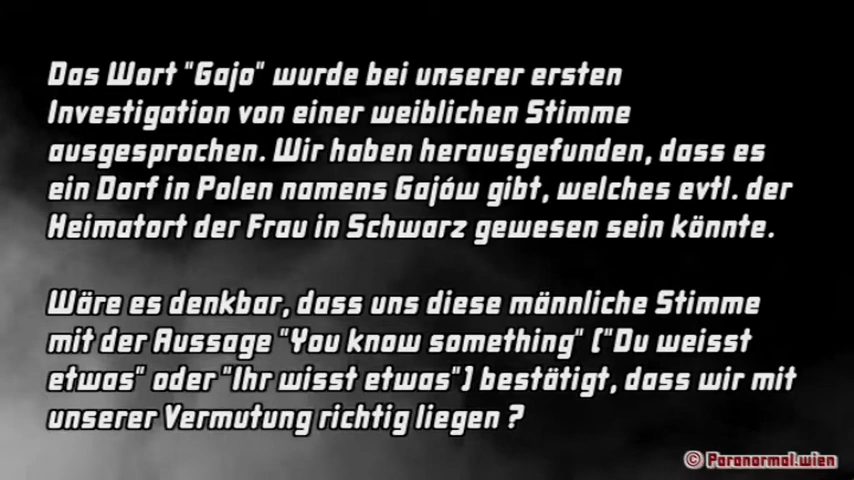 Das Wort "Gajo" wurde bei unserer ersten
Investigation von einer weiblichen Stimme
ausgesprochen. Wir haben herausgefunden, dass es
ein Dorf in Polen namens Gajów gibt, welches evtl. der
Heimatort der Frau in Schwarz gewesen sein könnte.
Wäre es denkbar, dass uns diese männliche Stimme
mit der Aussage "You know something" ("Du weisst
etwas" oder "Ihr wisst etwas") bestätigt, dass wir mit
unserer Vermutung richtig liegen ?
© Paranormal.wien